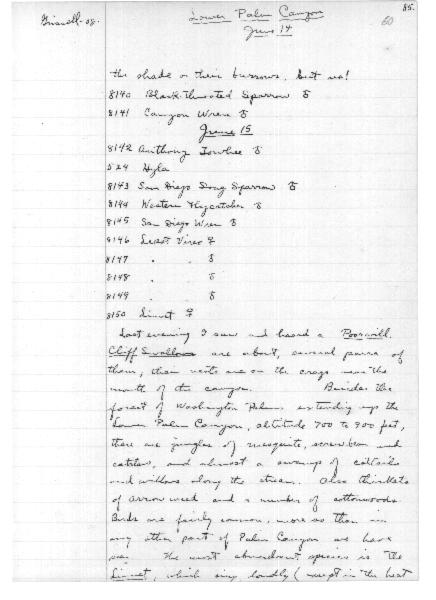 85.
Grinnell-08.
Lower Palm Canyon
60
June 14
the shade or their burrows, but we!
8140 Black-throated Sparrow ♂
8141 Canyon Wren ♂
June 15
8142 Anthony Towhee ♂
524 Hyla
8143 San Diego Song Sparrow ♂
8144 Western Flycatcher ♂
8145 San Diego Wren ♂
8146 Least Vireo ♀
8147 " ♂
8148 " ♂
8149 " ♂
8150 Linnet ♀
Last evening I saw and heard a Poorwill.
Cliff Swallows are about, several pairs of
them; their nests are on the crags near the
mouth of the canyon. Besides the
forest of Washington Palms extending up the
Lower Palm Canyon, altitude 700 to 900 feet,
there are jungles of mesquite, screwbean and
catclaw, and almost a swamp of cattails
and willows along the stream. Also thickets
of arrow weed and a number of cottonwoods.
Birds are fairly common, more so than in
any other part of Palm Canyon we have
seen. The most abundant species is the
Linnet, which sing loudly (except in the heat